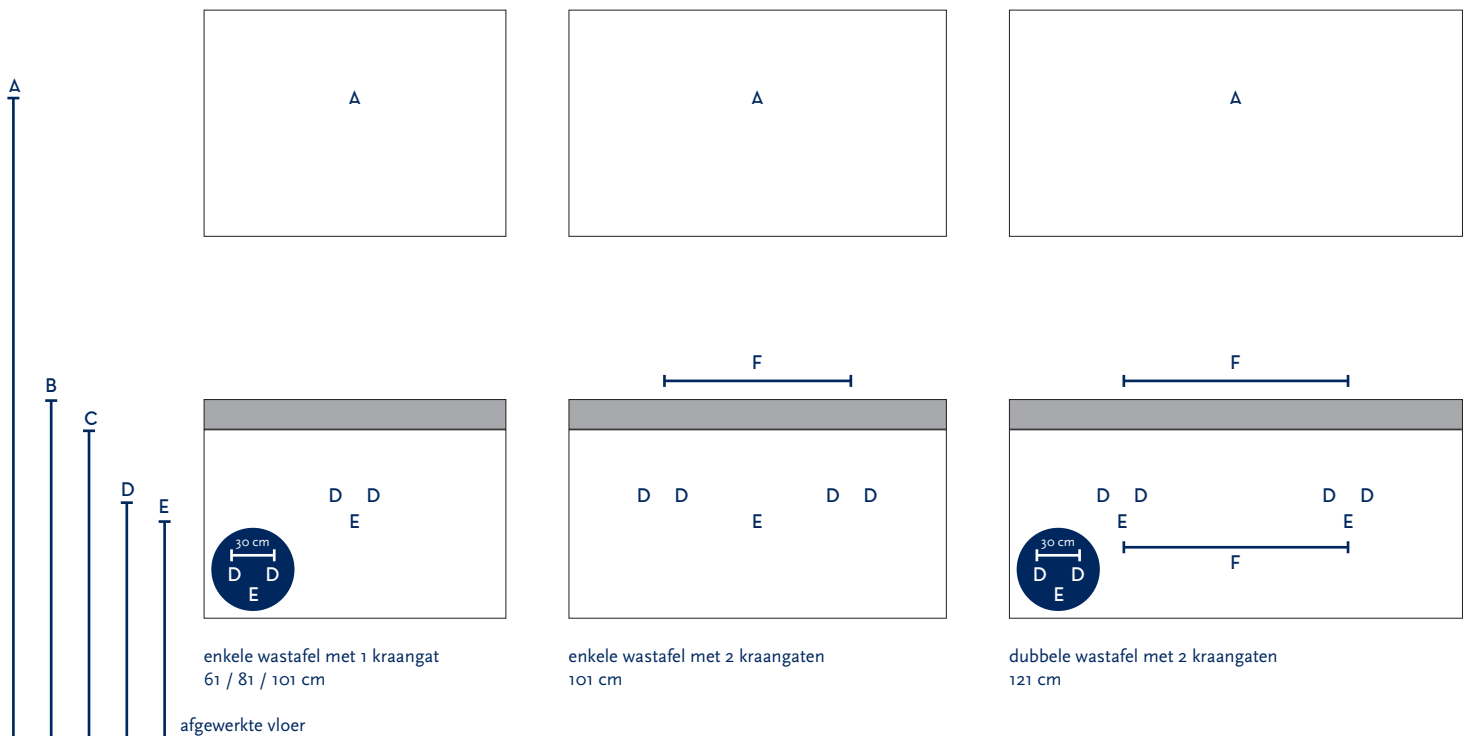 A
A
A
A
B
C
D
E
F
F
D D
E
30 cm
D D
E
D D
D D
E
D D
D D
E
E
F
30 cm
D D
E
enkele wastafel met 1 kraangat
61 / 81 / 101 cm
enkele wastafel met 2 kraangaten
101 cm
dubbele wastafel met 2 kraangaten
121 cm
afgewerkte vloer